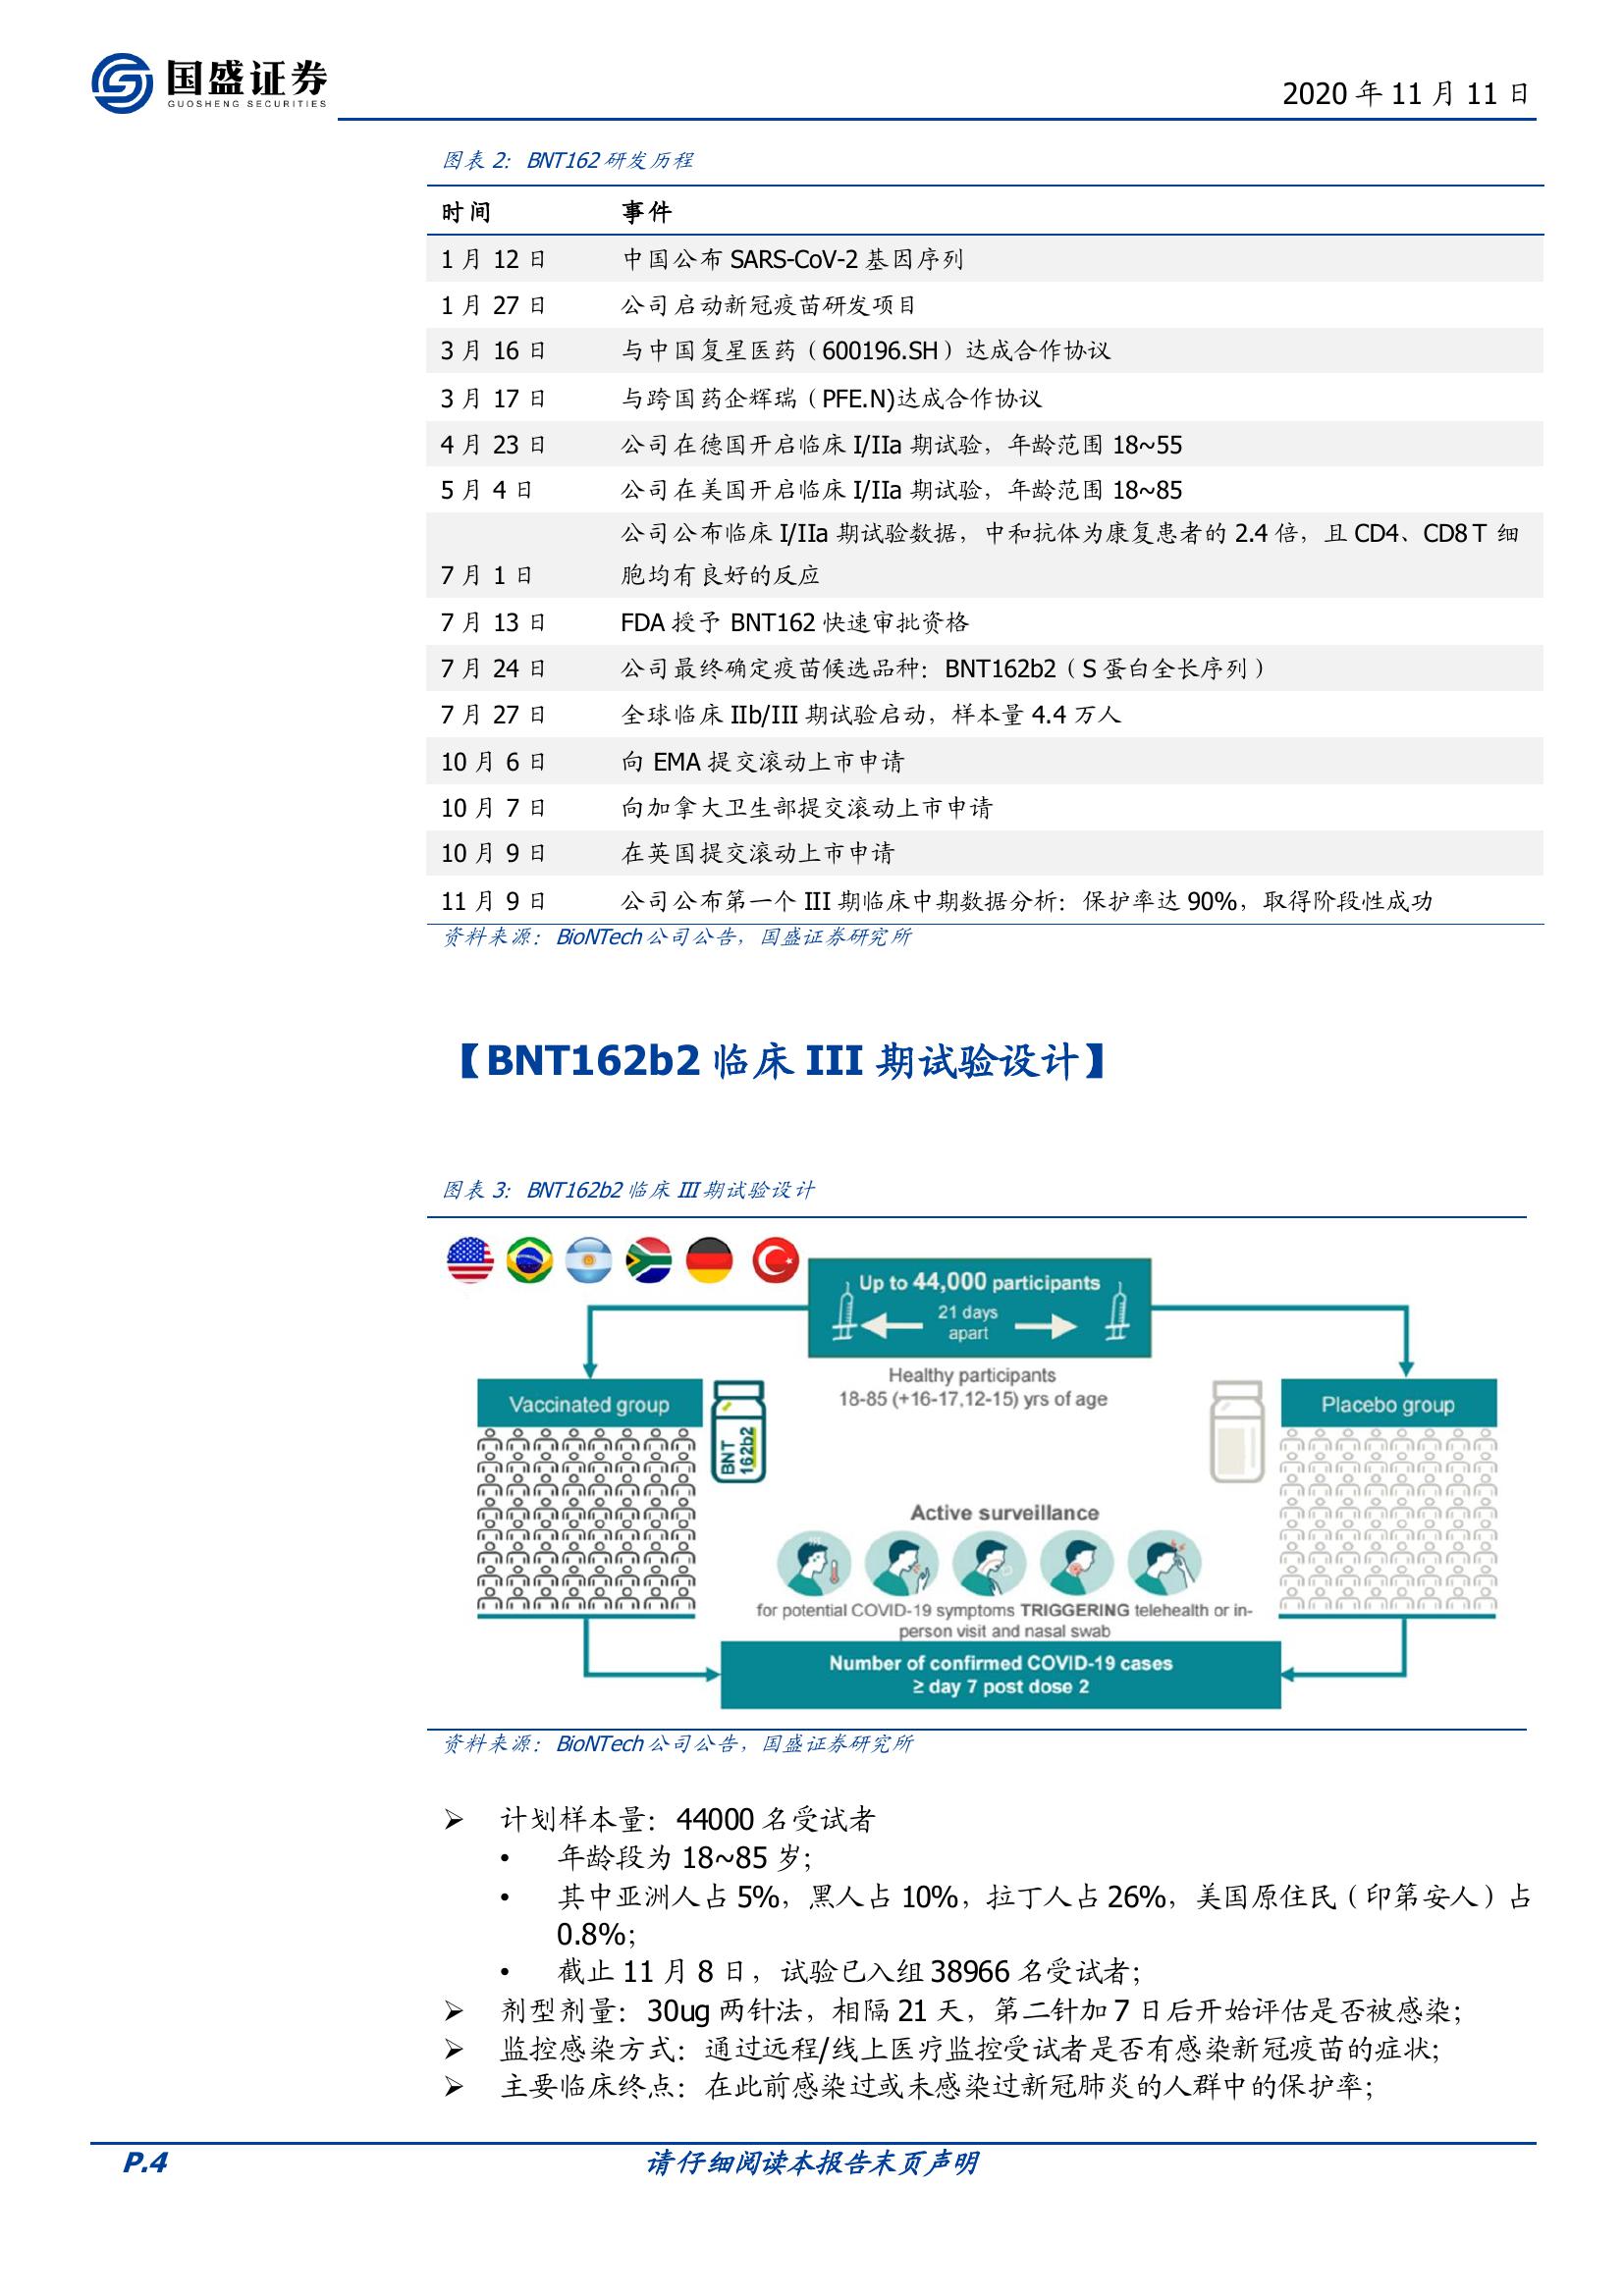 国盛证券
GUOSHENG SECURITIES
2020 年 11 月 11 日
图表 2：BNT162 研发历程
时间 事件
1 月 12 日 中国公布 SARS-CoV-2 基因序列
1 月 27 日 公司启动新冠疫苗研发项目
3 月 16 日 与中国复星医药（600196.SH）达成合作协议
3 月 17 日 与跨国药企辉瑞（PFE.N)达成合作协议
4 月 23 日 公司在德国开启临床 I/IIa 期试验，年龄范围 18~55
5 月 4 日 公司在美国开启临床 I/IIa 期试验，年龄范围 18~85
公司公布临床 I/IIa 期试验数据，中和抗体为康复患者的 2.4 倍，且 CD4、CD8 T 细
7 月 1 日 胞均有良好的反应
7 月 13 日 FDA 授予 BNT162 快速审批资格
7 月 24 日 公司最终确定疫苗候选品种：BNT162b2（S 蛋白全长序列）
7 月 27 日 全球临床 IIb/III 期试验启动，样本量 4.4 万人
10 月 6 日 向 EMA 提交滚动上市申请
10 月 7 日 向加拿大卫生部提交滚动上市申请
10 月 9 日 在英国提交滚动上市申请
11 月 9 日 公司公布第一个 III 期临床中期数据分析：保护率达 90%，取得阶段性成功
资料来源：BioNTech 公司公告，国盛证券研究所
【BNT162b2 临床 III 期试验设计】
图表 3：BNT162b2 临床 III 期试验设计
Up to 44,000 participants
21 days
apart
Healthy participants
18-85 (+16-17,12-15) yrs of age
Vaccinated group
Placebo group
BNT
162b2
Active surveillance
for potential COVID-19 symptoms TRIGGERING telehealth or in-
person visit and nasal swab
Number of confirmed COVID-19 cases
≥ day 7 post dose 2
资料来源：BioNTech 公司公告，国盛证券研究所
➢ 计划样本量：44000 名受试者
• 年龄段为 18~85 岁；
• 其中亚洲人占 5%，黑人占 10%，拉丁人占 26%，美国原住民（印第安人）占
0.8%；
• 截止 11 月 8 日，试验已入组 38966 名受试者；
➢ 剂型剂量：30ug 两针法，相隔 21 天，第二针加 7 日后开始评估是否被感染；
➢ 监控感染方式：通过远程/线上医疗监控受试者是否有感染新冠疫苗的症状；
➢ 主要临床终点：在此前感染过或未感染过新冠肺炎的人群中的保护率；
P.4
请仔细阅读本报告末页声明